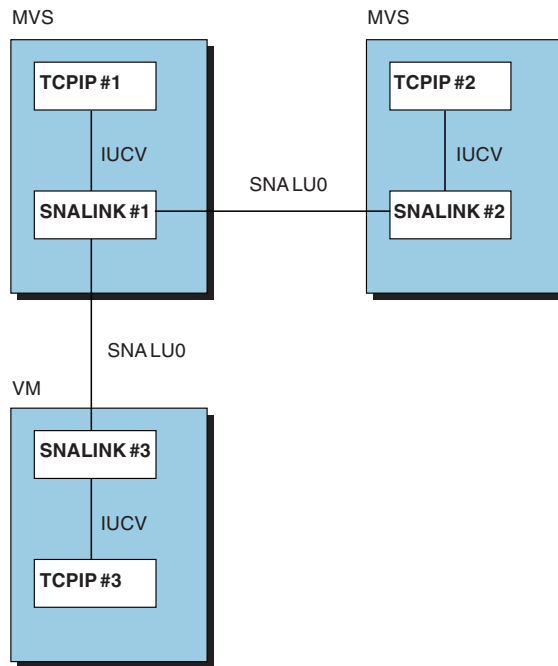 MVS
TCPIP #1
IUCV
SNALINK #1
MVS
TCPIP #2
IUCV
SNALINK #2
SNA LU0
SNA LU0
VM
SNALINK #3
IUCV
TCPIP #3